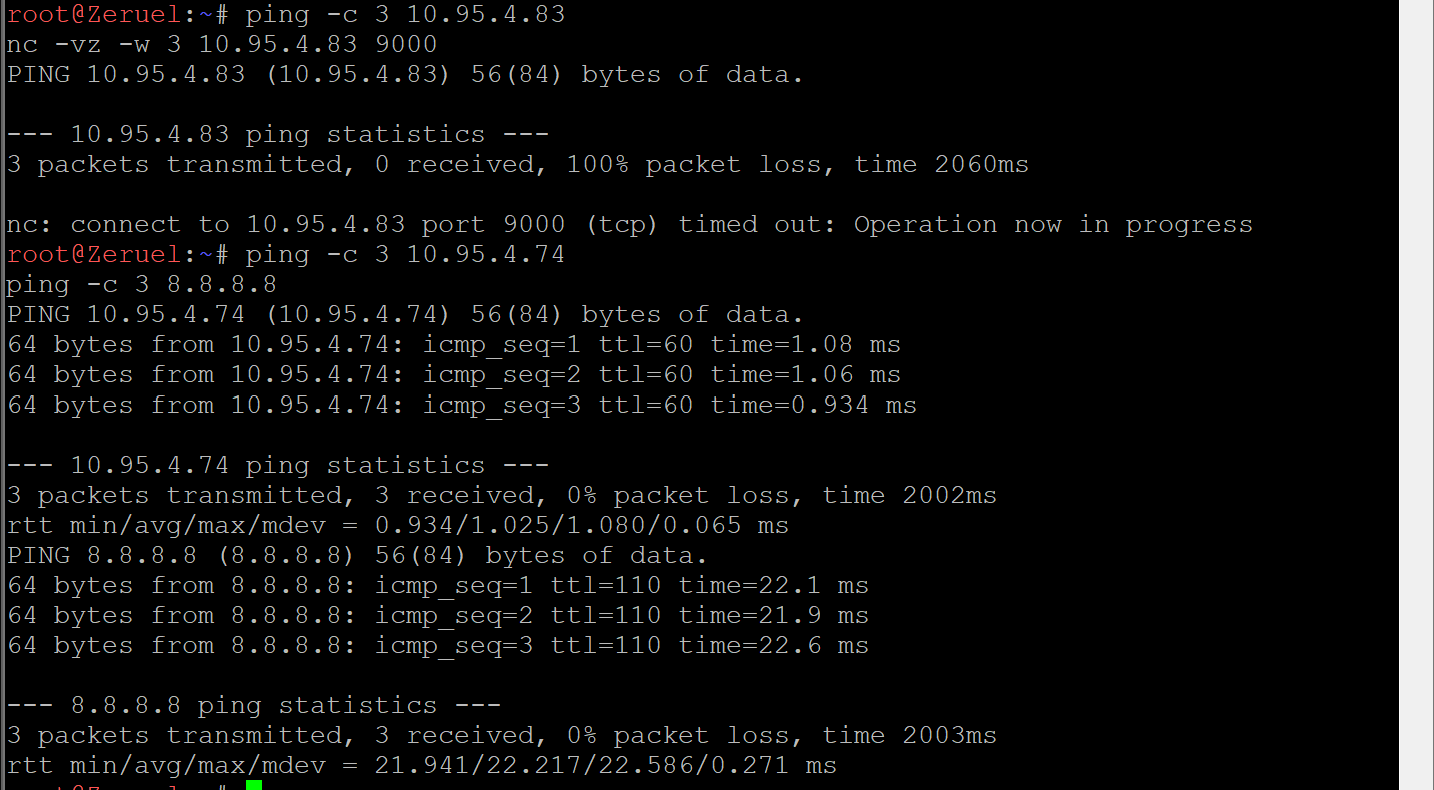 root@Zeruel:~# ping -c 3 10.95.4.83
nc -vz -w 3 10.95.4.83 9000
PING 10.95.4.83 (10.95.4.83) 56(84) bytes of data.
--- 10.95.4.83 ping statistics ---
3 packets transmitted, 0 received, 100% packet loss, time 2060ms
nc: connect to 10.95.4.83 port 9000 (tcp) timed out: Operation now in progress
root@Zeruel:~# ping -c 3 10.95.4.74
ping -c 3 8.8.8.8
PING 10.95.4.74 (10.95.4.74) 56(84) bytes of data.
64 bytes from 10.95.4.74: icmp_seq=1 ttl=60 time=1.08 ms
64 bytes from 10.95.4.74: icmp_seq=2 ttl=60 time=1.06 ms
64 bytes from 10.95.4.74: icmp_seq=3 ttl=60 time=0.934 ms
--- 10.95.4.74 ping statistics ---
3 packets transmitted, 3 received, 0% packet loss, time 2002ms
rtt min/avg/max/mdev = 0.934/1.025/1.080/0.065 ms
PING 8.8.8.8 (8.8.8.8) 56(84) bytes of data.
64 bytes from 8.8.8.8: icmp_seq=1 ttl=110 time=22.1 ms
64 bytes from 8.8.8.8: icmp_seq=2 ttl=110 time=21.9 ms
64 bytes from 8.8.8.8: icmp_seq=3 ttl=110 time=22.6 ms
--- 8.8.8.8 ping statistics ---
3 packets transmitted, 3 received, 0% packet loss, time 2003ms
rtt min/avg/max/mdev = 21.941/22.217/22.586/0.271 ms